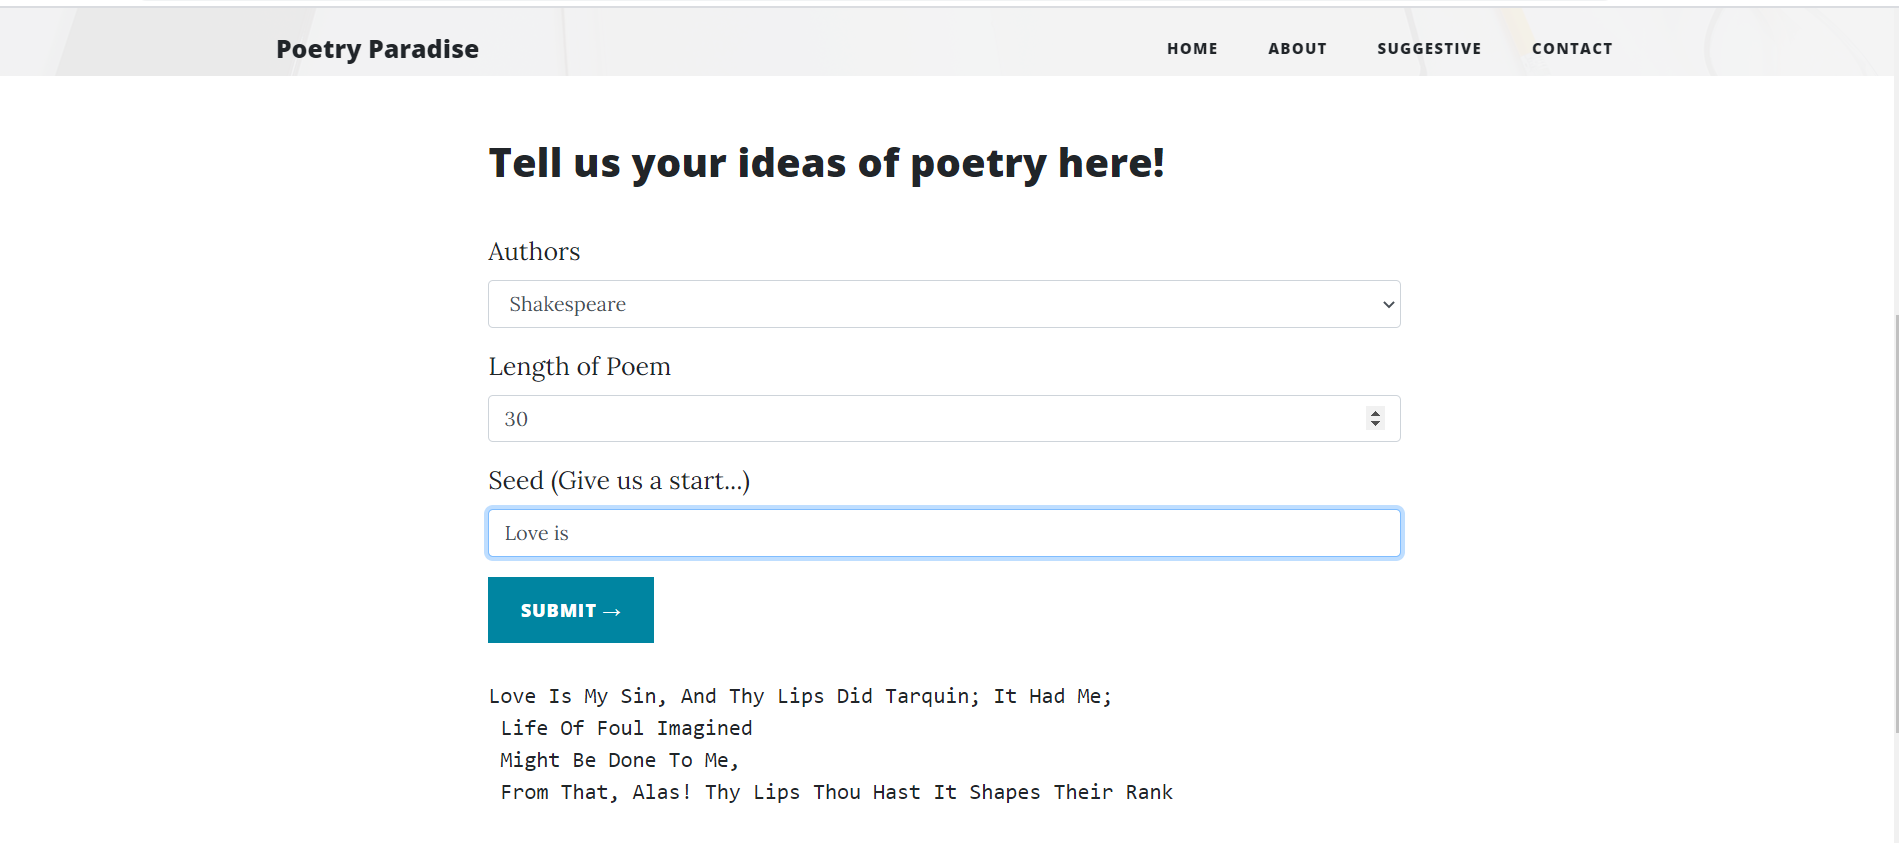 Poetry Paradise HOME ABOUT SUGGESTIVE CONTACT
Tell us your ideas of poetry here!
Authors
Shakespeare
Length of Poem
30
Seed (Give us a start...)
Love is
SUBMIT →
Love Is My Sin, And Thy Lips Did Tarquin; It Had Me;
Life Of Foul Imagined
Might Be Done To Me,
From That, Alas! Thy Lips Thou Hast It Shapes Their Rank